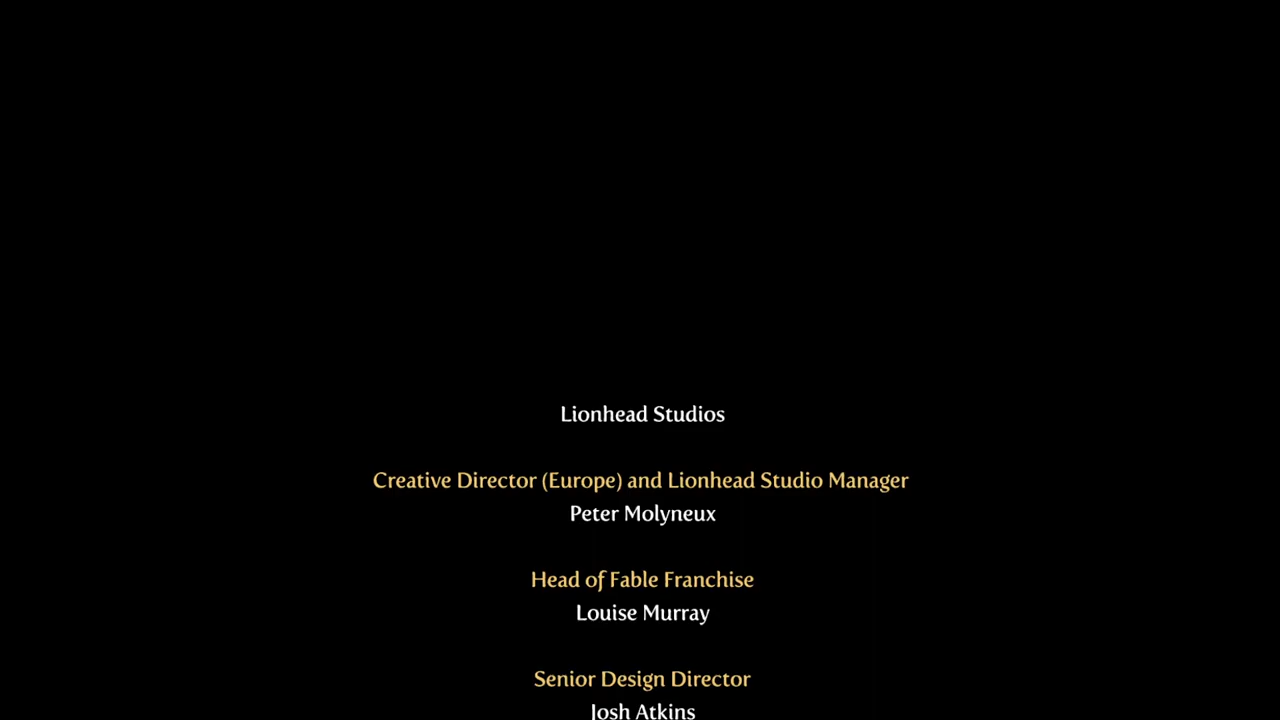 Lionhead Studios
Creative Director (Europe) and Lionhead Studio Manager
Peter Molyneux
Head of Fable Franchise
Louise Murray
Senior Design Director
Josh Atkins